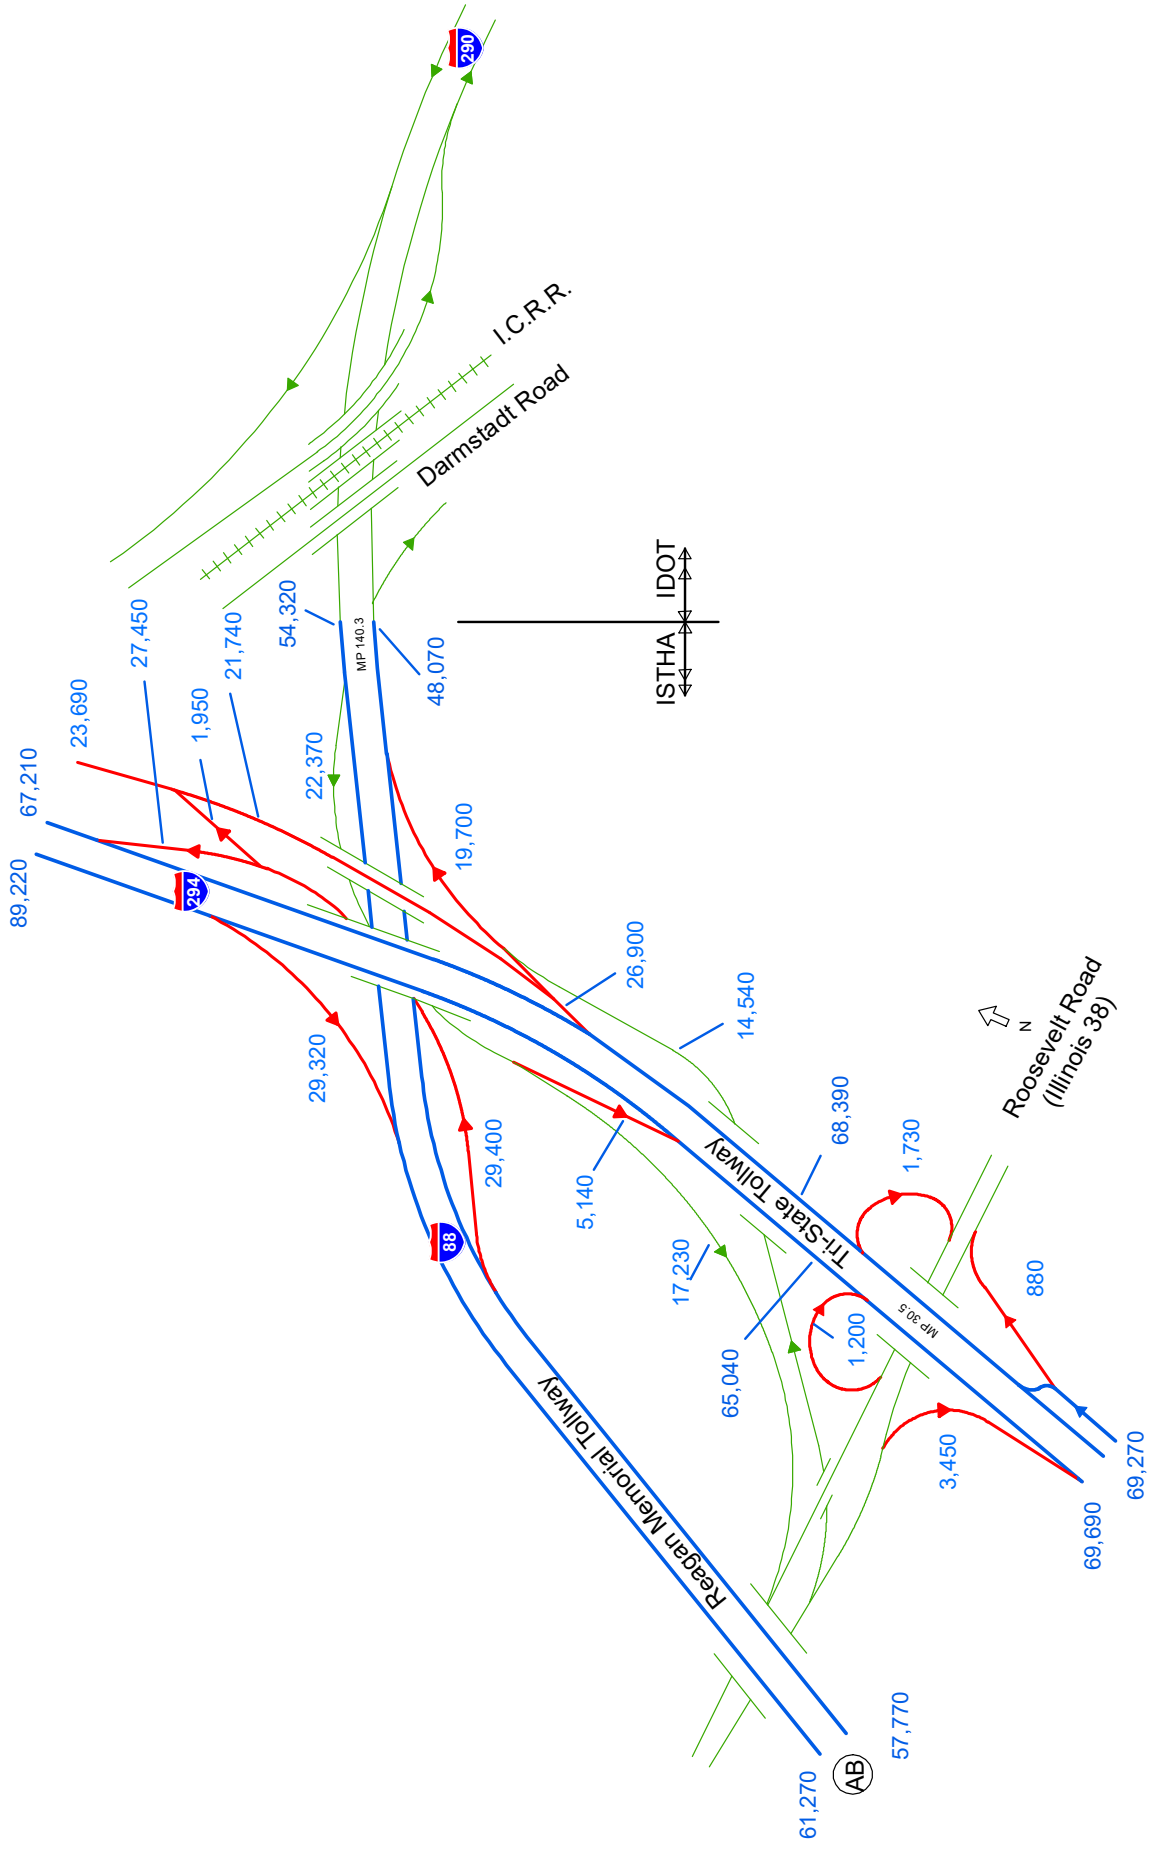 290
I.C.R.R.
Darmstadt Road
27,450
54,320
21,740
MP 140.3
ISTHA
IDOT
48,070
23,690
1,950
67,210
22,370
89,220
294
19,700
26,900
14,540
29,320
N
Roosevelt Road
(Illinois 38)
68,390
29,400
5,140
1,730
Tri-State Tollway
88
17,230
880
MP 30.5
65,040
1,200
Reagan Memorial Tollway
3,450
69,270
69,690
57,770
AB
61,270